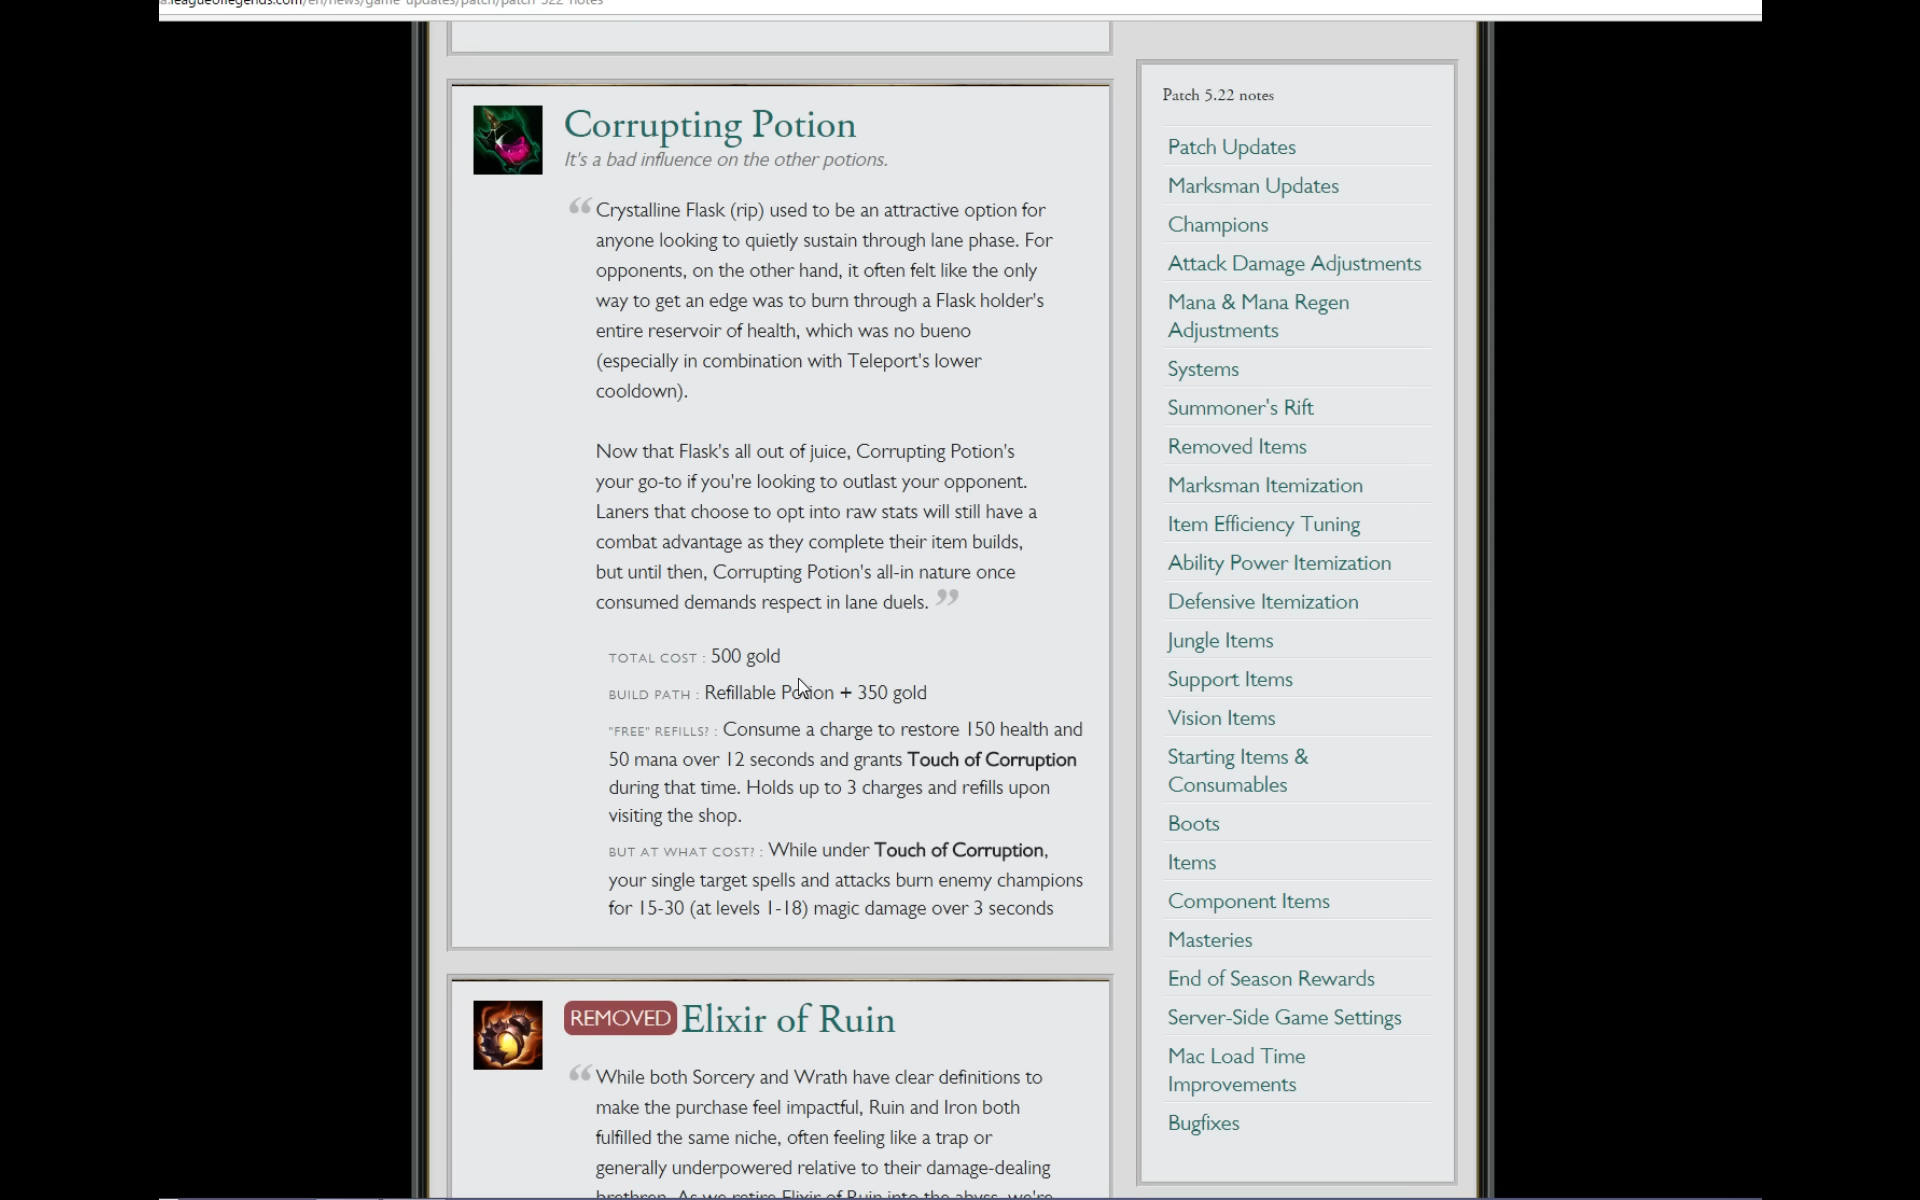 a.leagueoflegends.com/en/news/game-updates/patch/patch-522-notes
Corrupting Potion
It's a bad influence on the other potions.
“ Crystalline Flask (rip) used to be an attractive option for
anyone looking to quietly sustain through lane phase. For
opponents, on the other hand, it often felt like the only
way to get an edge was to burn through a Flask holder's
entire reservoir of health, which was no bueno
(especially in combination with Teleport's lower
cooldown).
Now that Flask's all out of juice, Corrupting Potion's
your go-to if you're looking to outlast your opponent.
Laners that choose to opt into raw stats will still have a
combat advantage as they complete their item builds,
but until then, Corrupting Potion's all-in nature once
consumed demands respect in lane duels. ”
TOTAL COST : 500 gold
BUILD PATH : Refillable Potion + 350 gold
"FREE" REFILLS? : Consume a charge to restore 150 health and
50 mana over 12 seconds and grants Touch of Corruption
during that time. Holds up to 3 charges and refills upon
visiting the shop.
BUT AT WHAT COST? : While under Touch of Corruption,
your single target spells and attacks burn enemy champions
for 15-30 (at levels 1-18) magic damage over 3 seconds
REMOVED Elixir of Ruin
“ While both Sorcery and Wrath have clear definitions to
make the purchase feel impactful, Ruin and Iron both
fulfilled the same niche, often feeling like a trap or
generally underpowered relative to their damage-dealing
brethren. As we retire Elixir of Ruin into the abyss, we're
Patch 5.22 notes
Patch Updates
Marksman Updates
Champions
Attack Damage Adjustments
Mana & Mana Regen
Adjustments
Systems
Summoner's Rift
Removed Items
Marksman Itemization
Item Efficiency Tuning
Ability Power Itemization
Defensive Itemization
Jungle Items
Support Items
Vision Items
Starting Items &
Consumables
Boots
Items
Component Items
Masteries
End of Season Rewards
Server-Side Game Settings
Mac Load Time
Improvements
Bugfixes